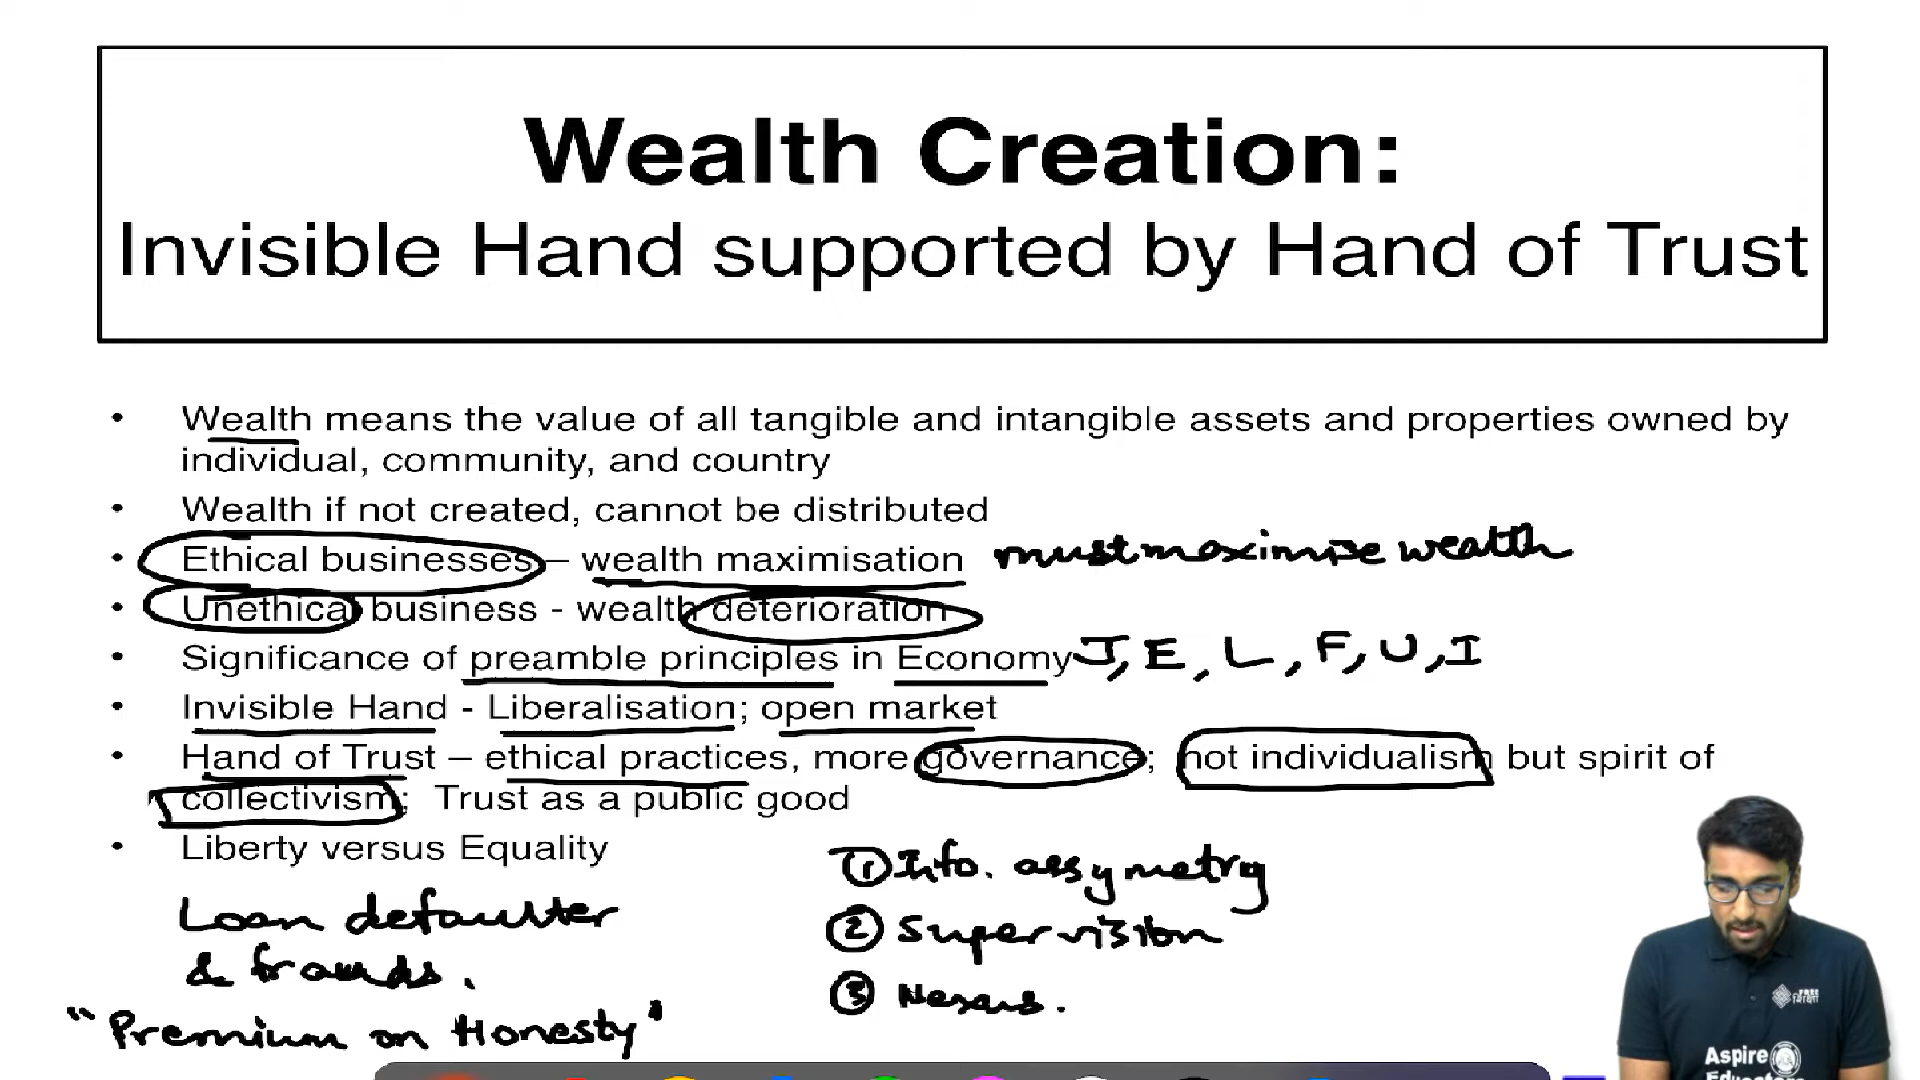 Wealth Creation:
Invisible Hand supported by Hand of Trust
• Wealth means the value of all tangible and intangible assets and properties owned by
individual, community, and country
• Wealth if not created, cannot be distributed
• Ethical businesses – wealth maximisation must maximise wealth
• Unethical business - wealth deterioration
• Significance of preamble principles in Economy J, E, L, F, U, I
• Invisible Hand - Liberalisation; open market
• Hand of Trust – ethical practices, more governance; not individualism but spirit of
collectivism; Trust as a public good
• Liberty versus Equality
Loan defaulter
& frauds.
"Premium on Honesty"
① Info. assymetry
② Supervision
③ Nexus.
FREE
Aspire